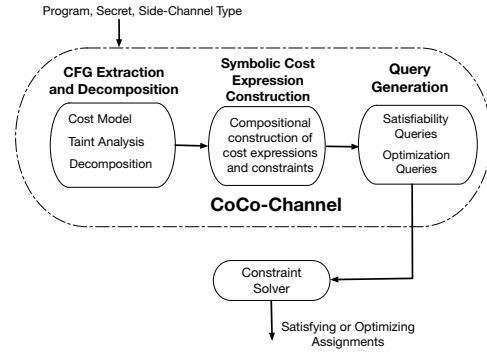 Program, Secret, Side-Channel Type
CFG Extraction
and Decomposition
Cost Model
Taint Analysis
Decomposition
Symbolic Cost
Expression
Construction
Compositional
construction of
cost expressions
and constraints
Query
Generation
Satisfiability
Queries
Optimization
Queries
CoCo-Channel
Constraint
Solver
Satisfying or Optimizing
Assignments